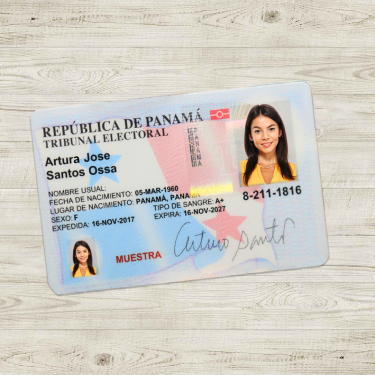 REPÚBLICA DE PANAMÁ
TRIBUNAL ELECTORAL
Artura Jose
Santos Ossa
NOMBRE USUAL:
FECHA DE NACIMIENTO: 05-MAR-1960
LUGAR DE NACIMIENTO: PANAMÁ, PANAMÁ
SEXO: F TIPO DE SANGRE: A+
EXPEDIDA: 16-NOV-2017 EXPIRA: 16-NOV-2027
8-211-1816
MUESTRA